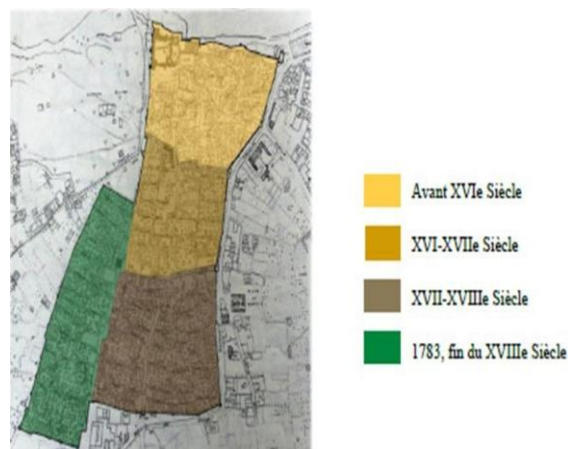 Avant XVIe Siècle
XVI-XVIIe Siècle
XVII-XVIIIe Siècle
1783, fin du XVIIIe Siècle